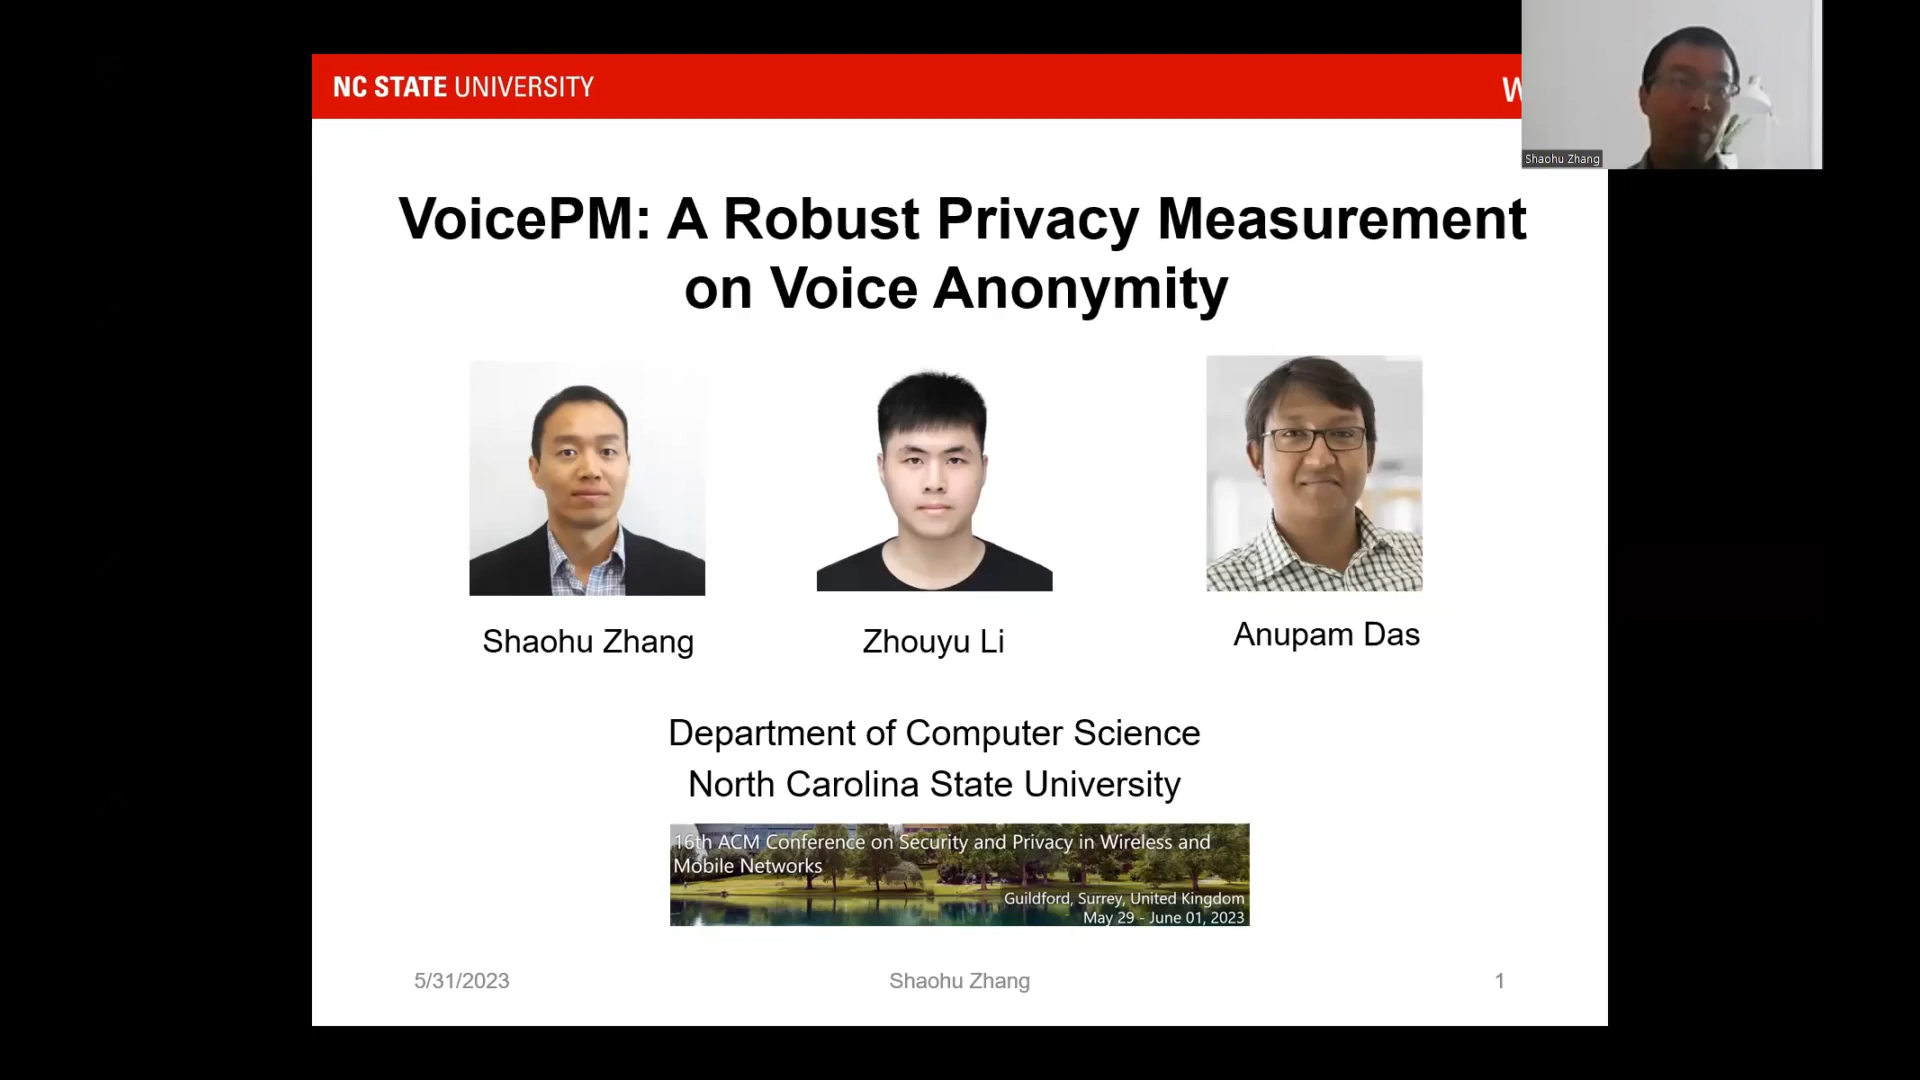 NC STATE UNIVERSITY
Shaohu Zhang
VoicePM: A Robust Privacy Measurement
on Voice Anonymity
Shaohu Zhang
Zhouyu Li
Anupam Das
Department of Computer Science
North Carolina State University
16th ACM Conference on Security and Privacy in Wireless and
Mobile Networks
Guildford, Surrey, United Kingdom
May 29 - June 01, 2023
5/31/2023
Shaohu Zhang
1